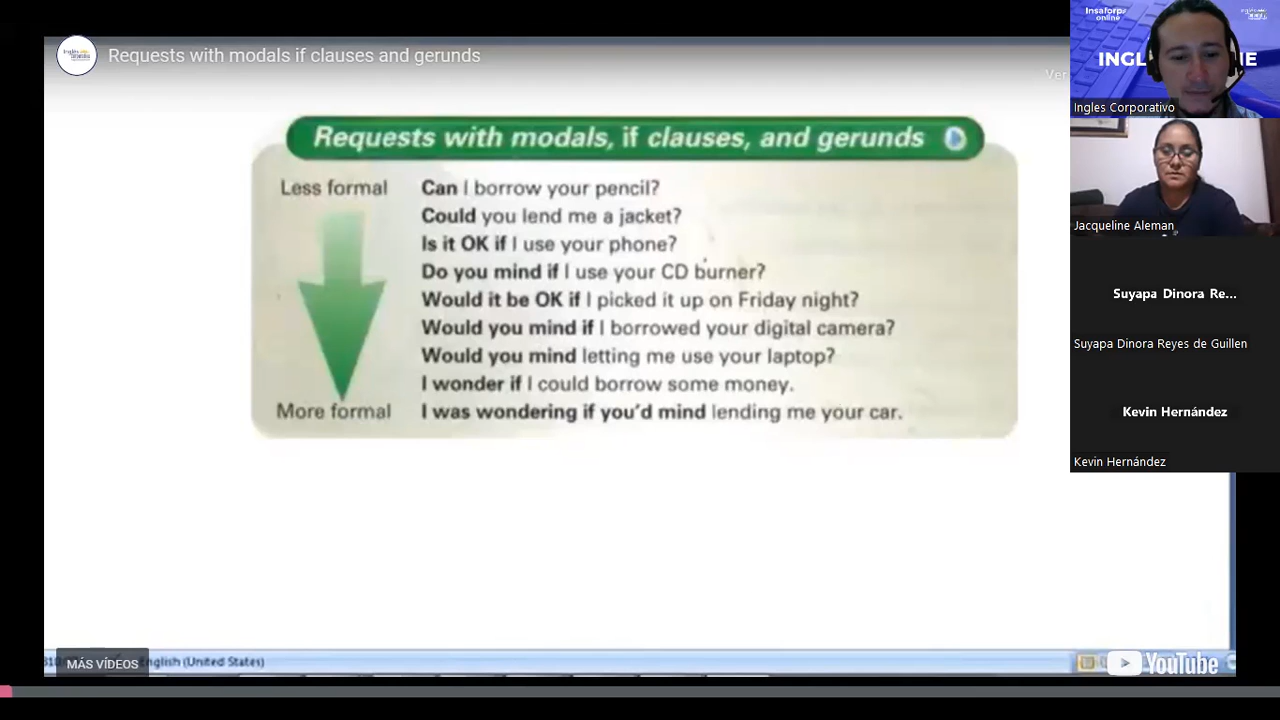 Requests with modals if clauses and gerunds
Requests with modals, if clauses, and gerunds
Less formal
Can I borrow your pencil?
Could you lend me a jacket?
Is it OK if I use your phone?
Do you mind if I use your CD burner?
Would it be OK if I picked it up on Friday night?
Would you mind if I borrowed your digital camera?
Would you mind letting me use your laptop?
I wonder if I could borrow some money.
More formal
I was wondering if you'd mind lending me your car.
MÁS VÍDEOS
English (United States)
YouTube
Insaforp
online
Ingles Corporativo
Jacqueline Aleman
Suyapa Dinora Re...
Suyapa Dinora Reyes de Guillen
Kevin Hernández
Kevin Hernández